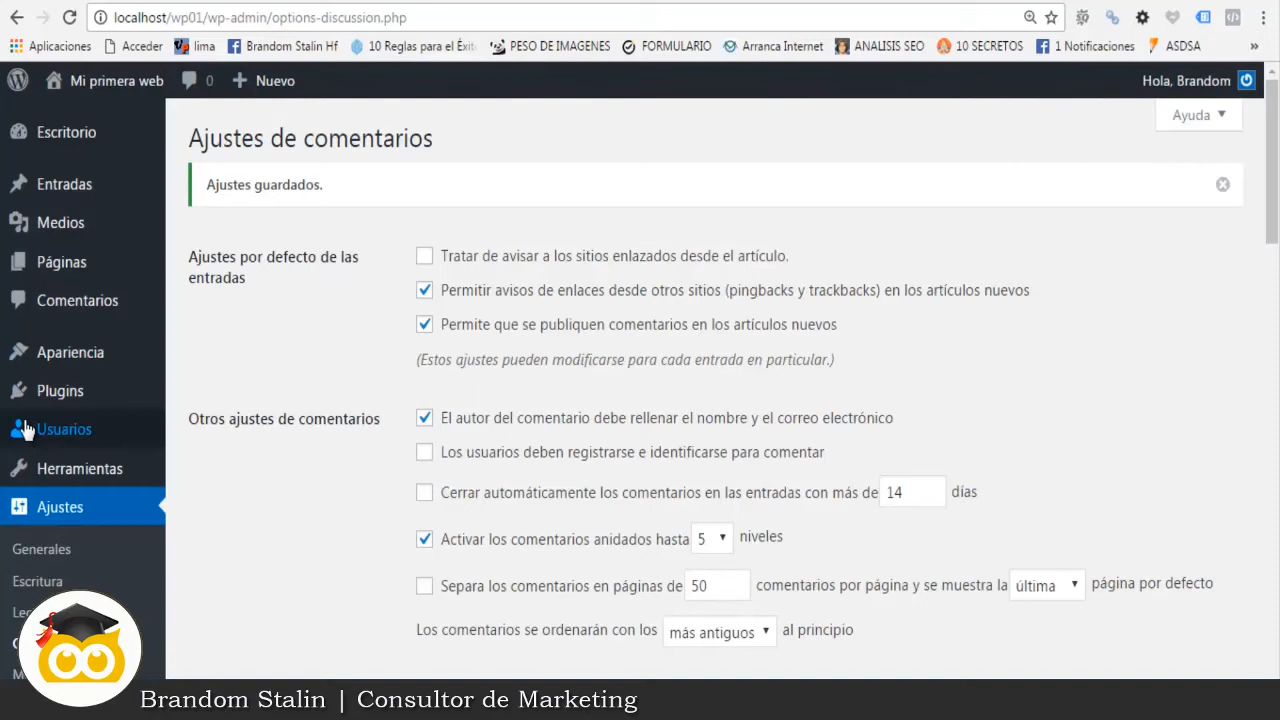 localhost/wp01/wp-admin/options-discussion.php
Aplicaciones Acceder lima Brandom Stalin Hf 10 Reglas para el Éxit PESO DE IMAGENES FORMULARIO Arranca Internet ANALISIS SEO 10 SECRETOS 1 Notificaciones ASDSA »
Mi primera web 0 Nuevo Hola, Brandom
Ayuda
Escritorio
Entradas
Medios
Páginas
Comentarios
Apariencia
Plugins
Usuarios
Herramientas
Ajustes
Generales
Escritura
Ajustes de comentarios
Ajustes guardados.
Ajustes por defecto de las
entradas
Tratar de avisar a los sitios enlazados desde el artículo.
Permitir avisos de enlaces desde otros sitios (pingbacks y trackbacks) en los artículos nuevos
Permite que se publiquen comentarios en los artículos nuevos
(Estos ajustes pueden modificarse para cada entrada en particular.)
Otros ajustes de comentarios
El autor del comentario debe rellenar el nombre y el correo electrónico
Los usuarios deben registrarse e identificarse para comentar
Cerrar automáticamente los comentarios en las entradas con más de 14 días
Activar los comentarios anidados hasta 5 niveles
Separa los comentarios en páginas de 50 comentarios por página y se muestra la última página por defecto
Los comentarios se ordenarán con los más antiguos al principio
Brandom Stalin | Consultor de Marketing